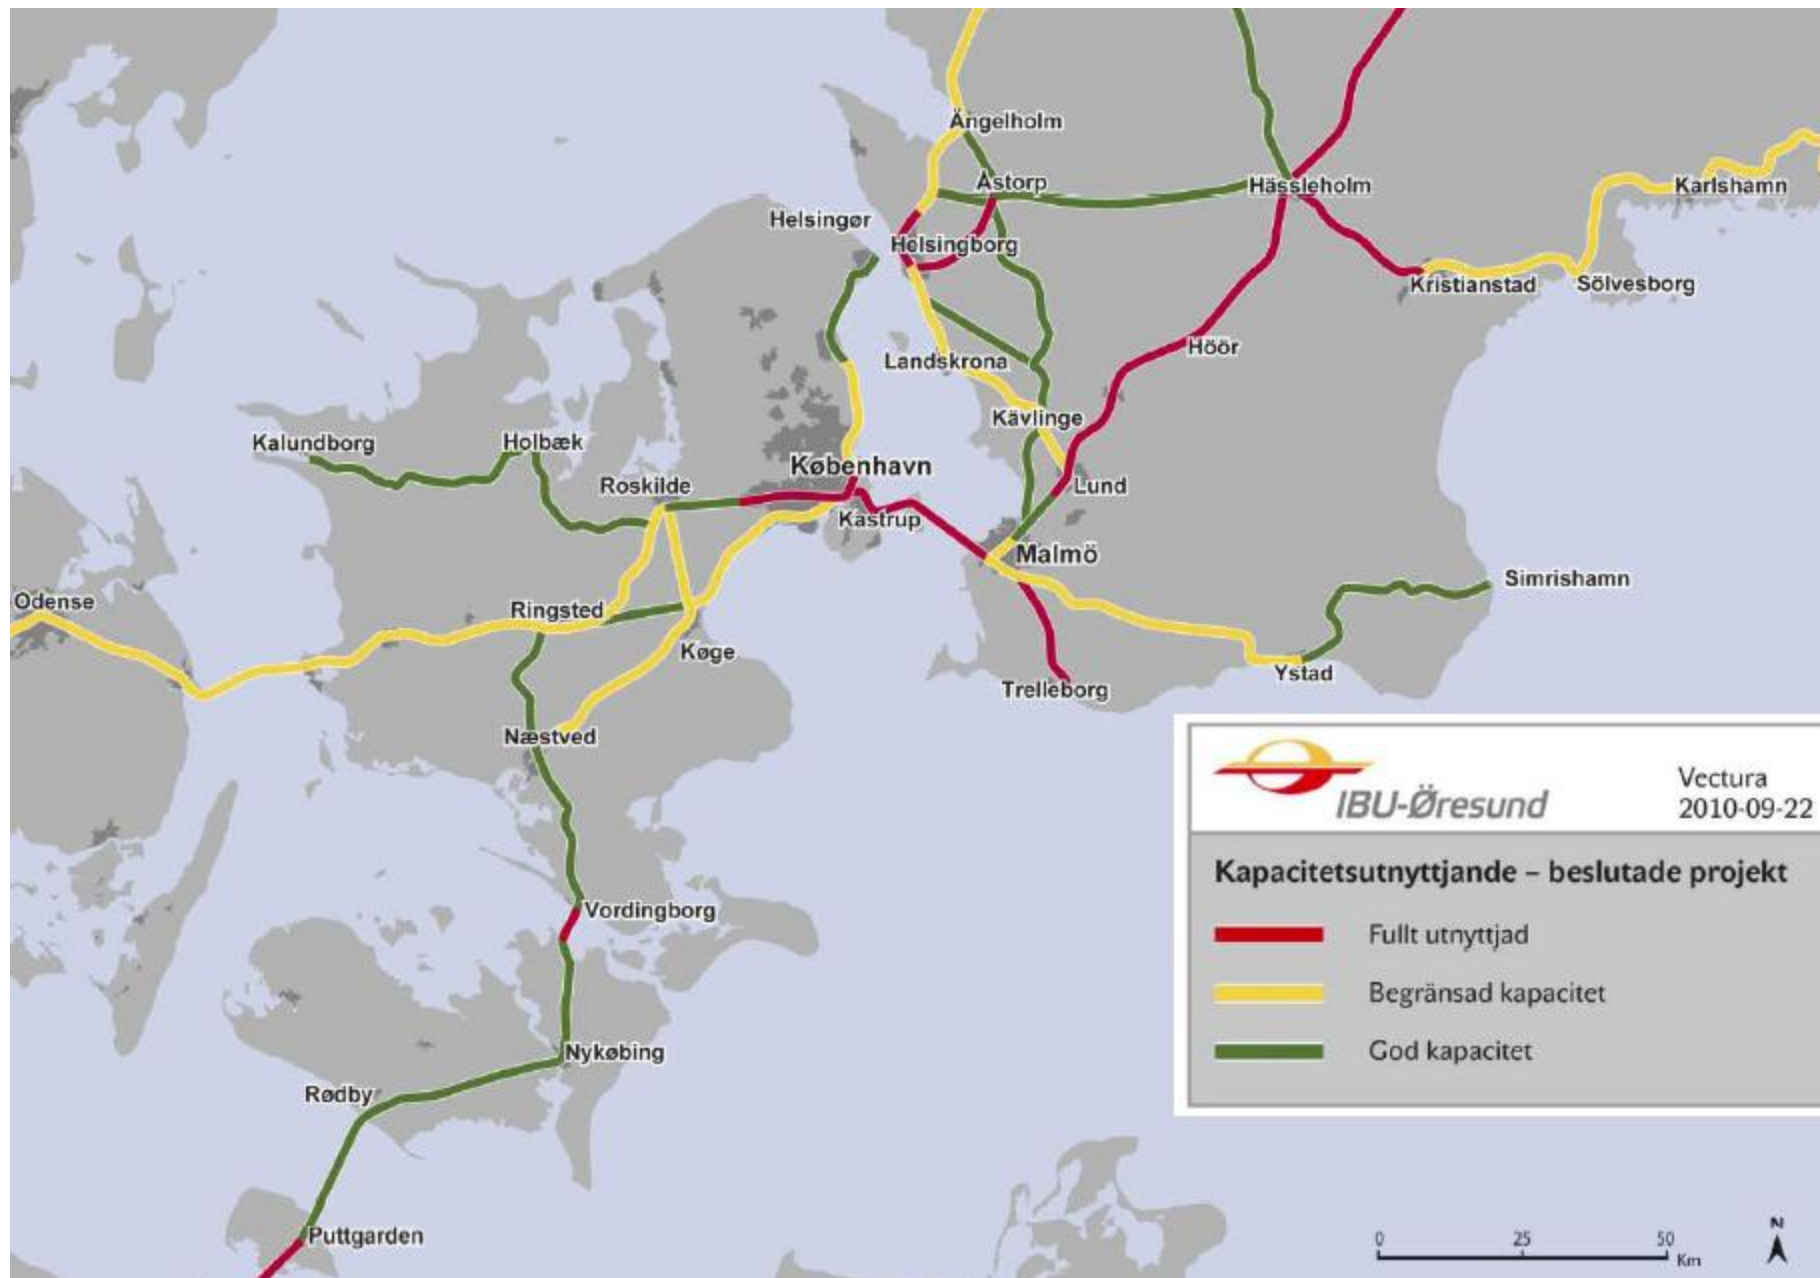 Ängelholm
Åstorp
Hässleholm
Karlshamn
Helsingør
Helsingborg
Kristianstad
Sölvesborg
Höör
Landskrona
Kävlinge
Kalundborg
Holbæk
København
Roskilde
Lund
Kastrup
Malmö
Simrishamn
Odense
Ringsted
Køge
Ystad
Trelleborg
Næstved
Vordingborg
Nykøbing
Rødby
Puttgarden
IBU-Øresund
Vectura
2010-09-22
Kapacitetsutnyttjande – beslutade projekt
Fullt utnyttjad
Begränsad kapacitet
God kapacitet
0 25 50
Km
N